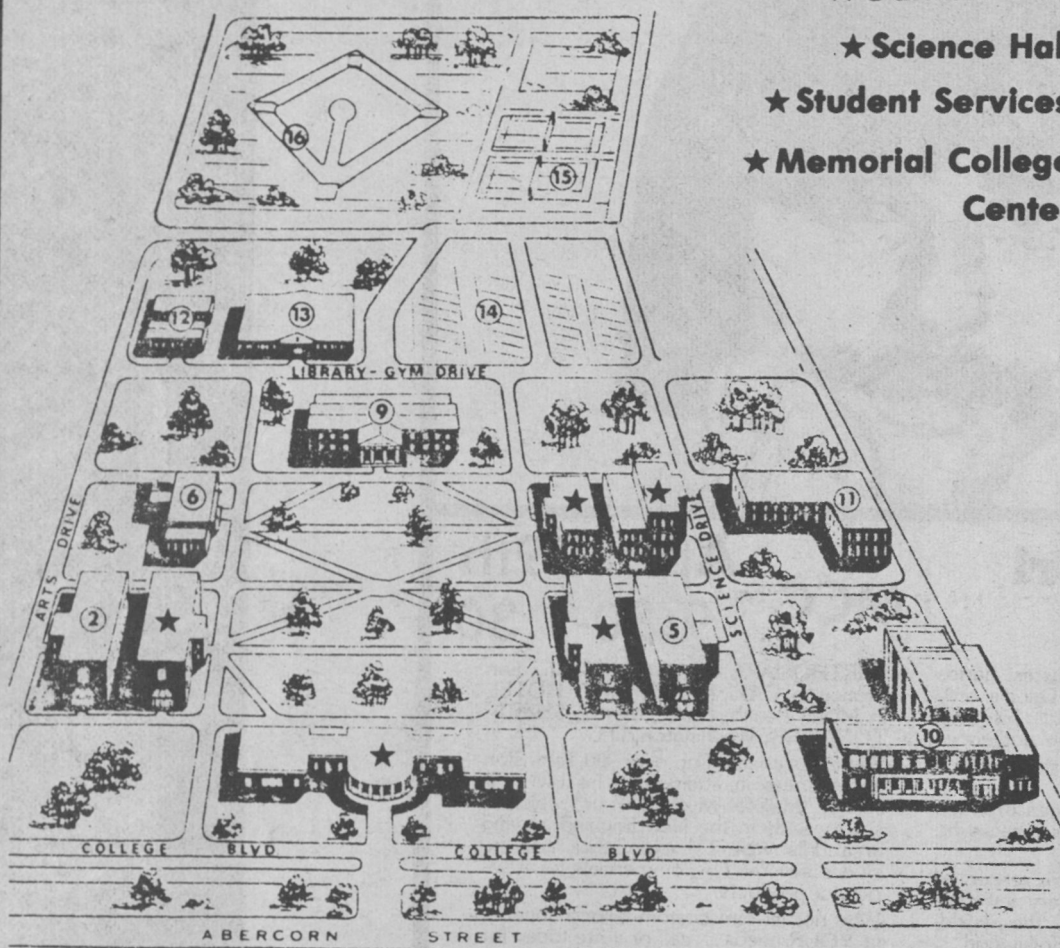 ★ Science Hal
★ Student Services
★ Memorial College
Cente
16
15
12
13
14
LIBRARY-GYM DRIVE
9
6
★
★
11
ARTS DRIVE
SCIENCE DRIVE
2
★
★
5
★
10
COLLEGE BLVD COLLEGE BLVD
ABERCORN STREET